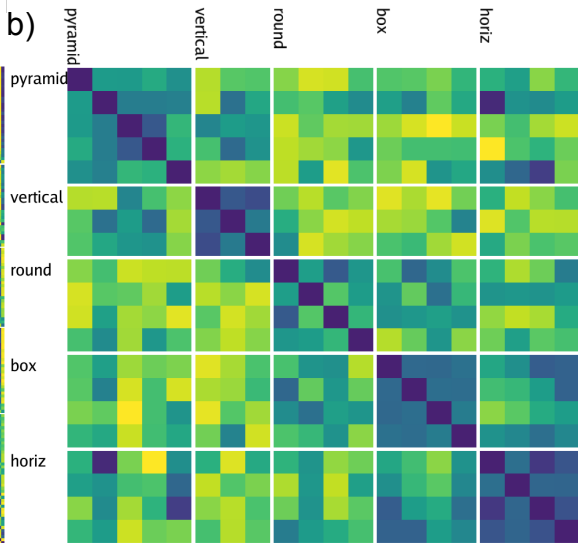 b)
pyramid
vertical
round
box
horiz
pyramid
vertical
round
box
horiz